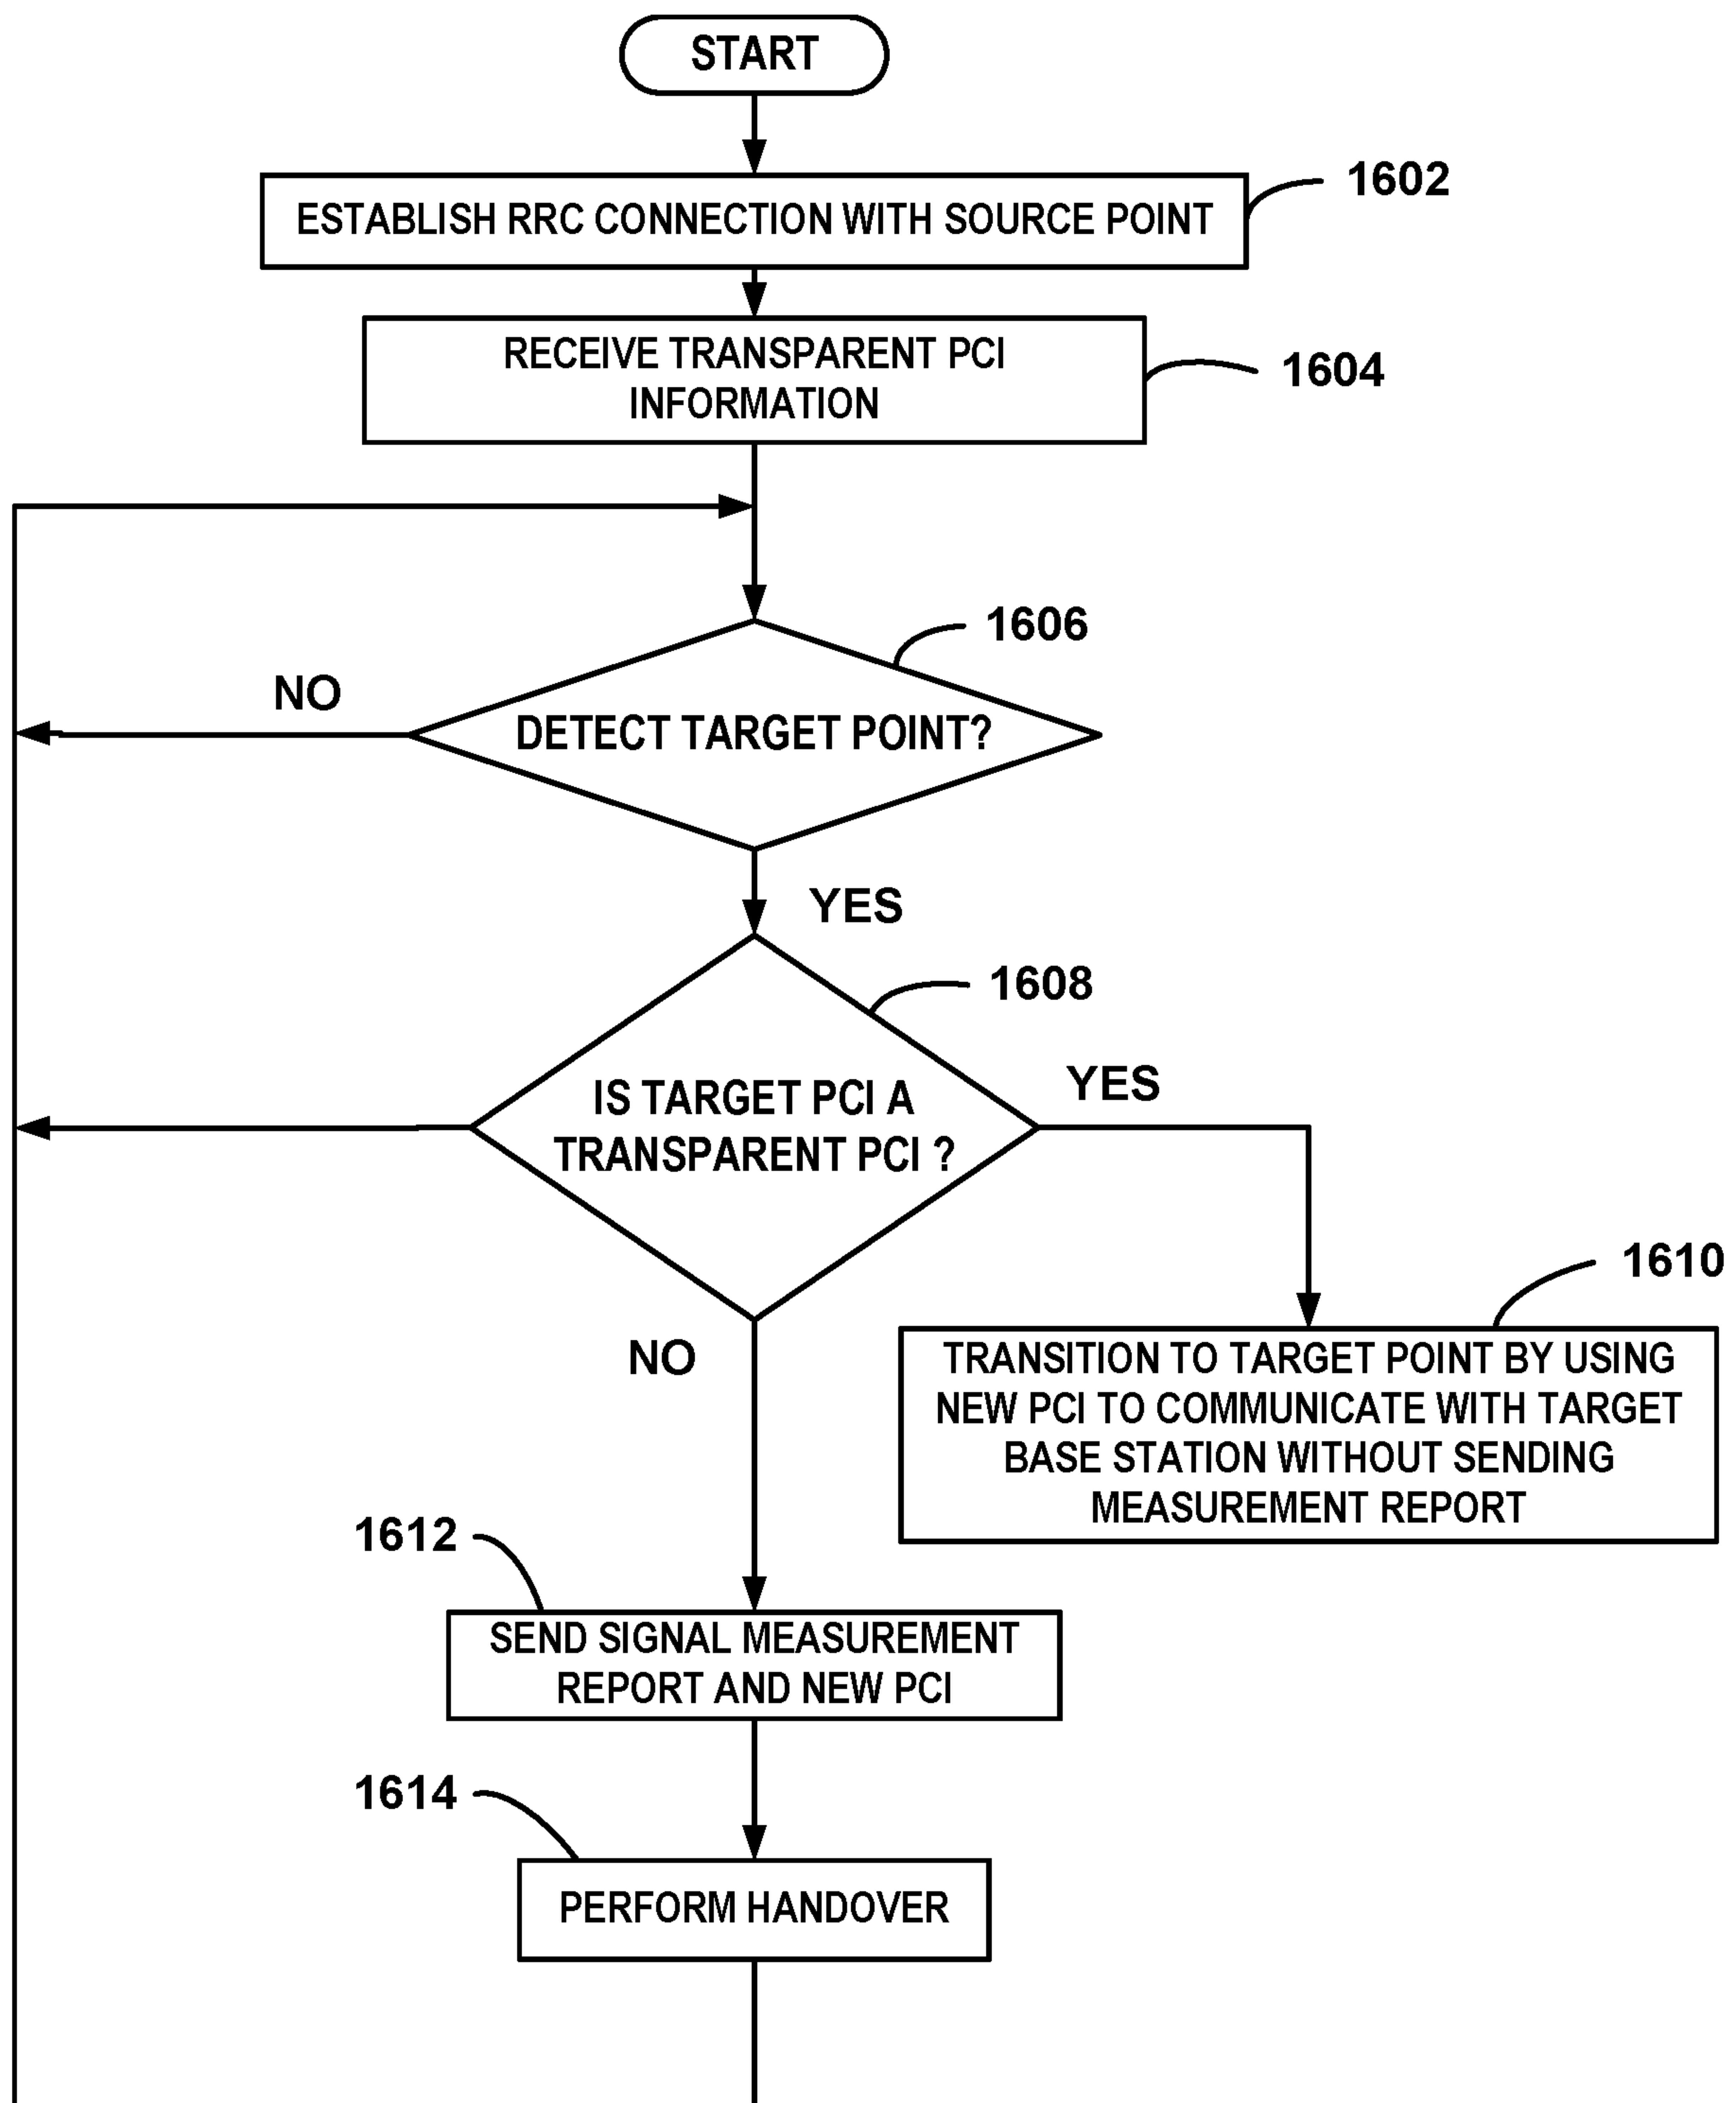 START
1602
ESTABLISH RRC CONNECTION WITH SOURCE POINT
RECEIVE TRANSPARENT PCI
INFORMATION
1604
1606
NO
DETECT TARGET POINT?
YES
1608
YES
IS TARGET PCI A
TRANSPARENT PCI ?
1610
NO
TRANSITION TO TARGET POINT BY USING
NEW PCI TO COMMUNICATE WITH TARGET
BASE STATION WITHOUT SENDING
MEASUREMENT REPORT
1612
SEND SIGNAL MEASUREMENT
REPORT AND NEW PCI
1614
PERFORM HANDOVER